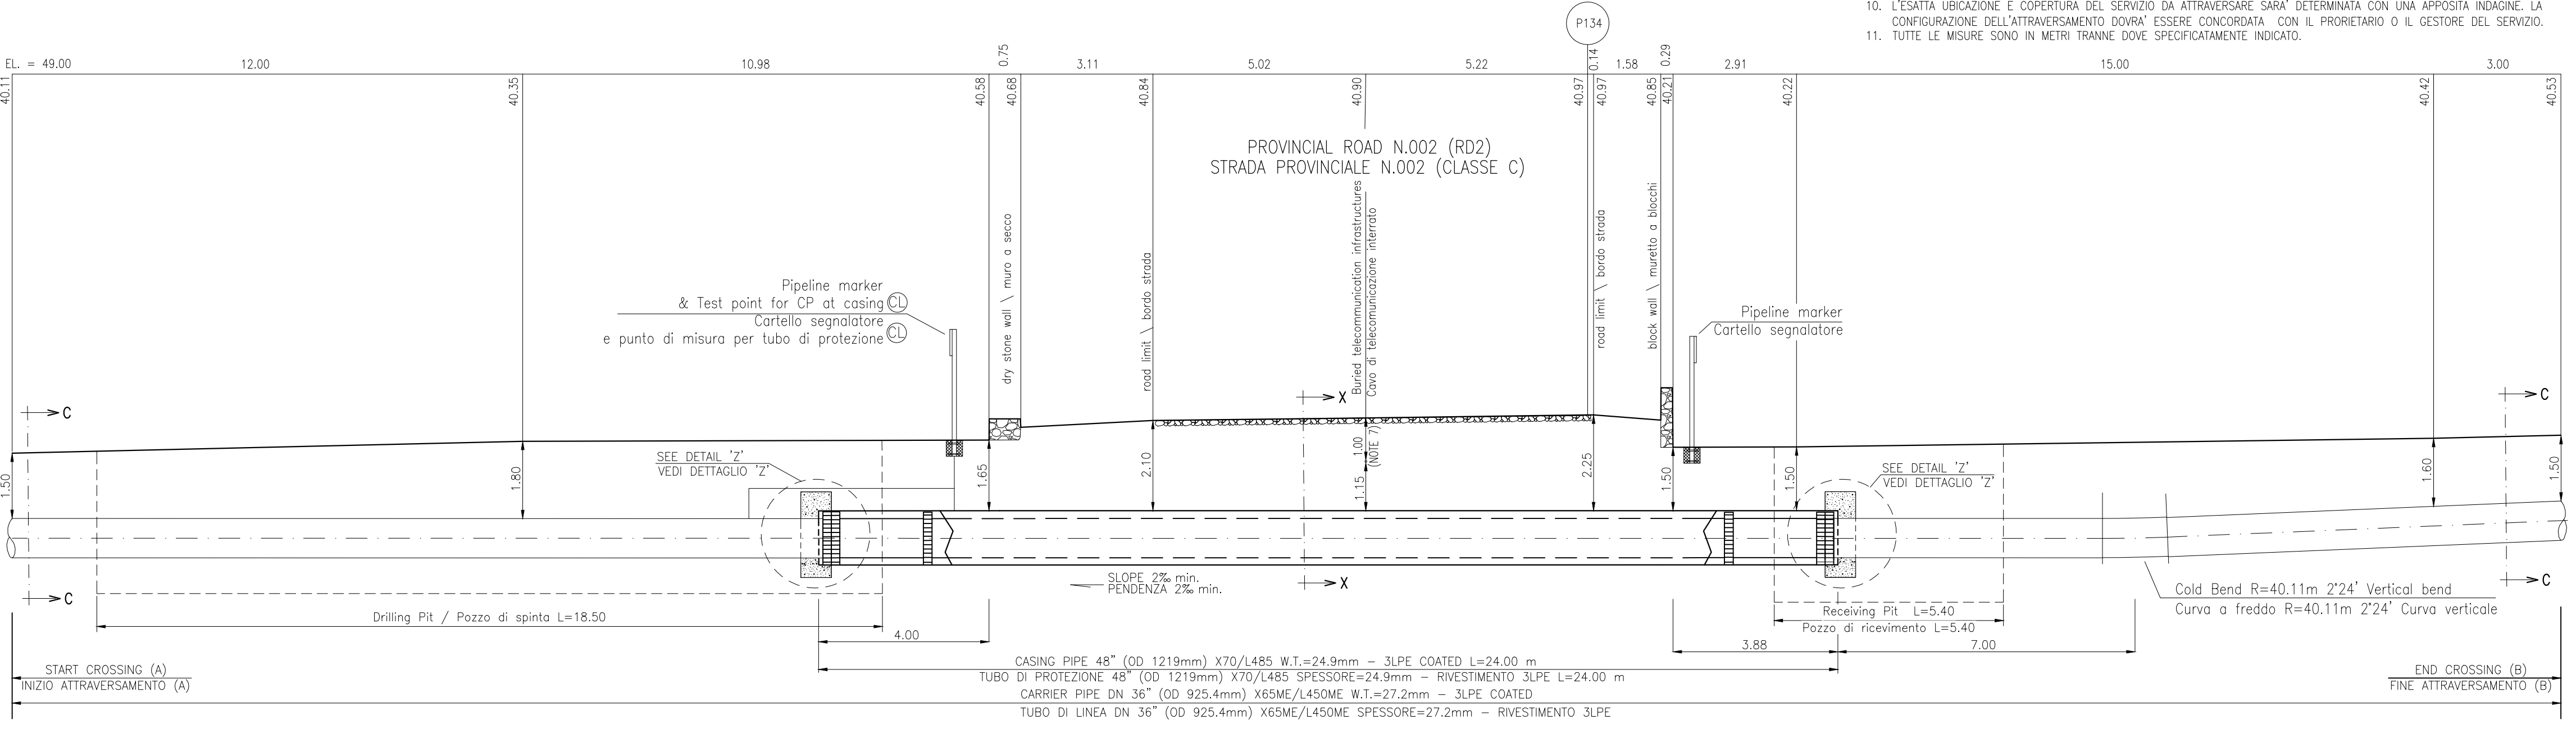 10. L'ESATTA UBICAZIONE E COPERTURA DEL SERVIZIO DA ATTRAVERSARE SARA' DETERMINATA CON UNA APPOSITA INDAGINE. LA
CONFIGURAZIONE DELL'ATTRAVERSAMENTO DOVRA' ESSERE CONCORDATA CON IL PRORIETARIO O IL GESTORE DEL SERVIZIO.
11. TUTTE LE MISURE SONO IN METRI TRANNE DOVE SPECIFICATAMENTE INDICATO.
P134
EL. = 49.00
12.00
10.98
0.75
3.11
5.02
5.22
0.14
1.58
0.29
2.91
15.00
3.00
40.11
40.35
40.58
40.68
40.84
40.90
40.97
40.97
40.85
40.21
40.22
40.42
40.53
PROVINCIAL ROAD N.002 (RD2)
STRADA PROVINCIALE N.002 (CLASSE C)
Pipeline marker
& Test point for CP at casing CL
Cartello segnalatore
e punto di misura per tubo di protezione CL
dry stone wall \ muro a secco
road limit \ bordo strada
Buried telecommunication infrastructures
Cavo di telecomunicazione interrato
road limit \ bordo strada
block wall \ muretto a blocchi
Pipeline marker
Cartello segnalatore
C
X
C
SEE DETAIL 'Z'
VEDI DETTAGLIO 'Z'
SEE DETAIL 'Z'
VEDI DETTAGLIO 'Z'
1.50
1.80
1.65
2.10
1.00
(NOTE 7)
1.15
2.25
1.50
1.50
1.60
1.50
C
X
C
SLOPE 2‰ min.
PENDENZA 2‰ min.
Cold Bend R=40.11m 2°24' Vertical bend
Curva a freddo R=40.11m 2°24' Curva verticale
Drilling Pit / Pozzo di spinta L=18.50
Receiving Pit L=5.40
Pozzo di ricevimento L=5.40
4.00
3.88
7.00
START CROSSING (A)
INIZIO ATTRAVERSAMENTO (A)
CASING PIPE 48" (OD 1219mm) X70/L485 W.T.=24.9mm – 3LPE COATED L=24.00 m
TUBO DI PROTEZIONE 48" (OD 1219mm) X70/L485 SPESSORE=24.9mm – RIVESTIMENTO 3LPE L=24.00 m
CARRIER PIPE DN 36" (OD 925.4mm) X65ME/L450ME W.T.=27.2mm – 3LPE COATED
TUBO DI LINEA DN 36" (OD 925.4mm) X65ME/L450ME SPESSORE=27.2mm – RIVESTIMENTO 3LPE
END CROSSING (B)
FINE ATTRAVERSAMENTO (B)